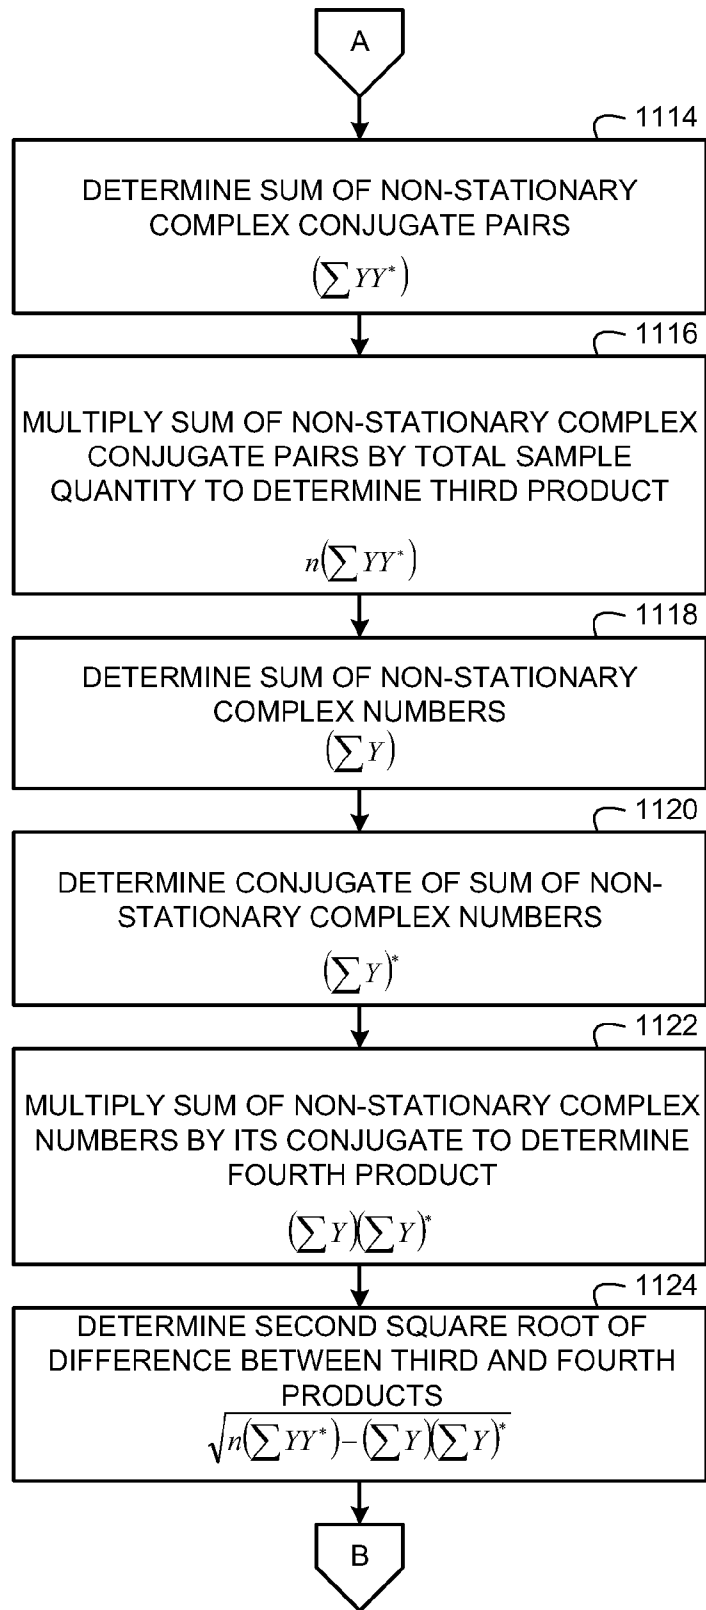 A
1114
DETERMINE SUM OF NON-STATIONARY
COMPLEX CONJUGATE PAIRS
(∑YY*)
1116
MULTIPLY SUM OF NON-STATIONARY COMPLEX
CONJUGATE PAIRS BY TOTAL SAMPLE
QUANTITY TO DETERMINE THIRD PRODUCT
n(∑YY*)
1118
DETERMINE SUM OF NON-STATIONARY
COMPLEX NUMBERS
(∑Y)
1120
DETERMINE CONJUGATE OF SUM OF NON-
STATIONARY COMPLEX NUMBERS
(∑Y)*
1122
MULTIPLY SUM OF NON-STATIONARY COMPLEX
NUMBERS BY ITS CONJUGATE TO DETERMINE
FOURTH PRODUCT
(∑Y)(∑Y)*
1124
DETERMINE SECOND SQUARE ROOT OF
DIFFERENCE BETWEEN THIRD AND FOURTH
PRODUCTS
√n(∑YY*)−(∑Y)(∑Y)*
B